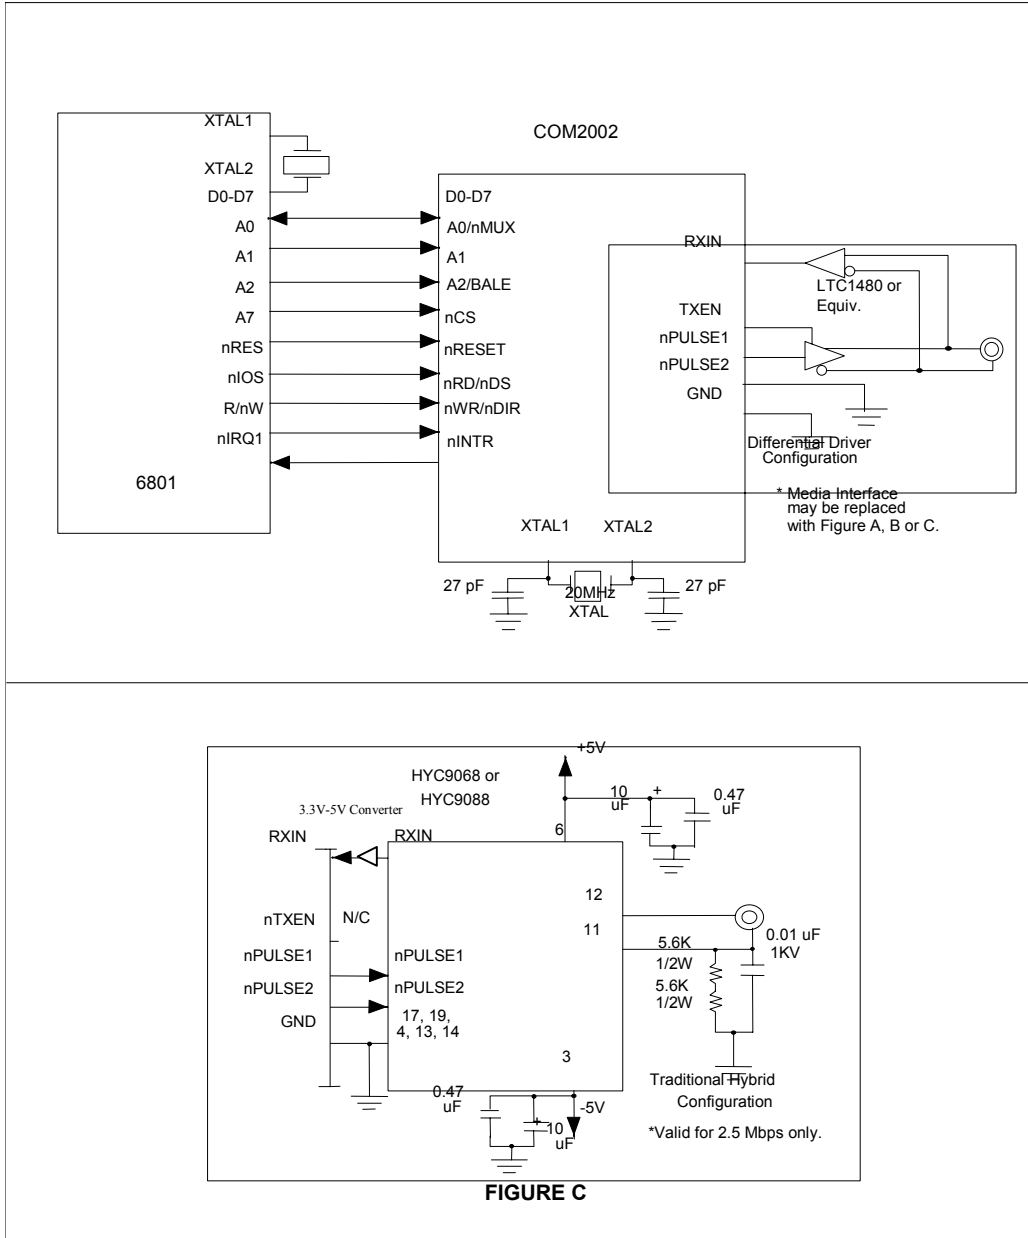 XTAL1
XTAL2
D0-D7
A0
A1
A2
A7
nRES
nIOS
R/nW
nIRQ1
6801
COM2002
D0-D7
A0/nMUX
A1
A2/BALE
nCS
nRESET
nRD/nDS
nWR/nDIR
nINTR
RXIN
TXEN
nPULSE1
nPULSE2
GND
LTC1480 or
Equiv.
Differential Driver
Configuration
* Media Interface
may be replaced
with Figure A, B or C.
XTAL1
XTAL2
27 pF
20MHz
XTAL
27 pF
+5V
HYC9068 or
HYC9088
3.3V-5V Converter
10
uF
+
0.47
uF
6
RXIN
RXIN
nTXEN
N/C
nPULSE1
nPULSE1
nPULSE2
nPULSE2
GND
17, 19,
4, 13, 14
12
11
3
5.6K
1/2W
5.6K
1/2W
0.01 uF
1KV
0.47
uF
+
10
uF
-5V
Traditional Hybrid
Configuration
*Valid for 2.5 Mbps only.
FIGURE C